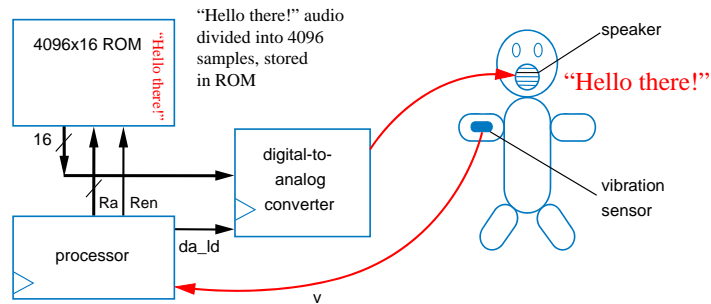 4096x16 ROM
“Hello there!”
“Hello there!” audio
divided into 4096
samples, stored
in ROM
speaker
“Hello there!”
16
digital-to-
analog
converter
Ra
Ren
vibration
sensor
processor
da_ld
v